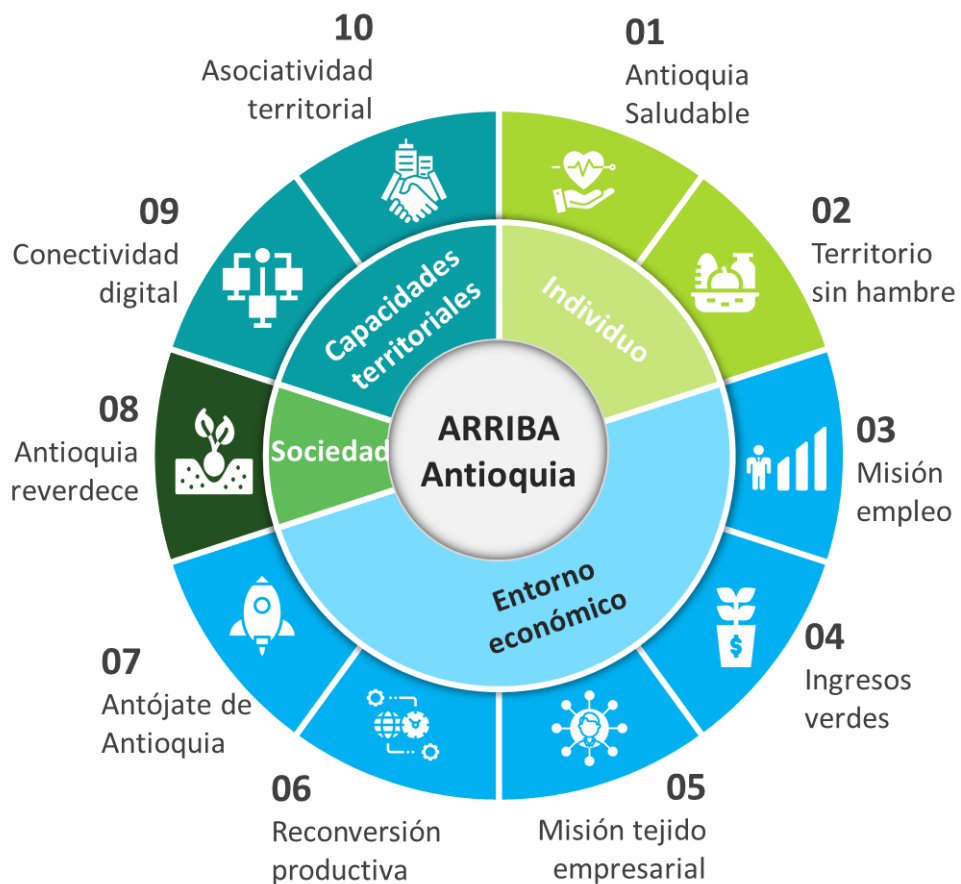 10
Asociatividad
territorial
01
Antioquia
Saludable
09
Conectividad
digital
02
Territorio
sin hambre
Capacidades
territoriales
Individuo
08
Antioquia
reverdece
Sociedad
ARRIBA
Antioquia
03
Misión
empleo
Entorno
económico
07
Antójate de
Antioquia
04
Ingresos
verdes
$
06
Reconversión
productiva
05
Misión tejido
empresarial